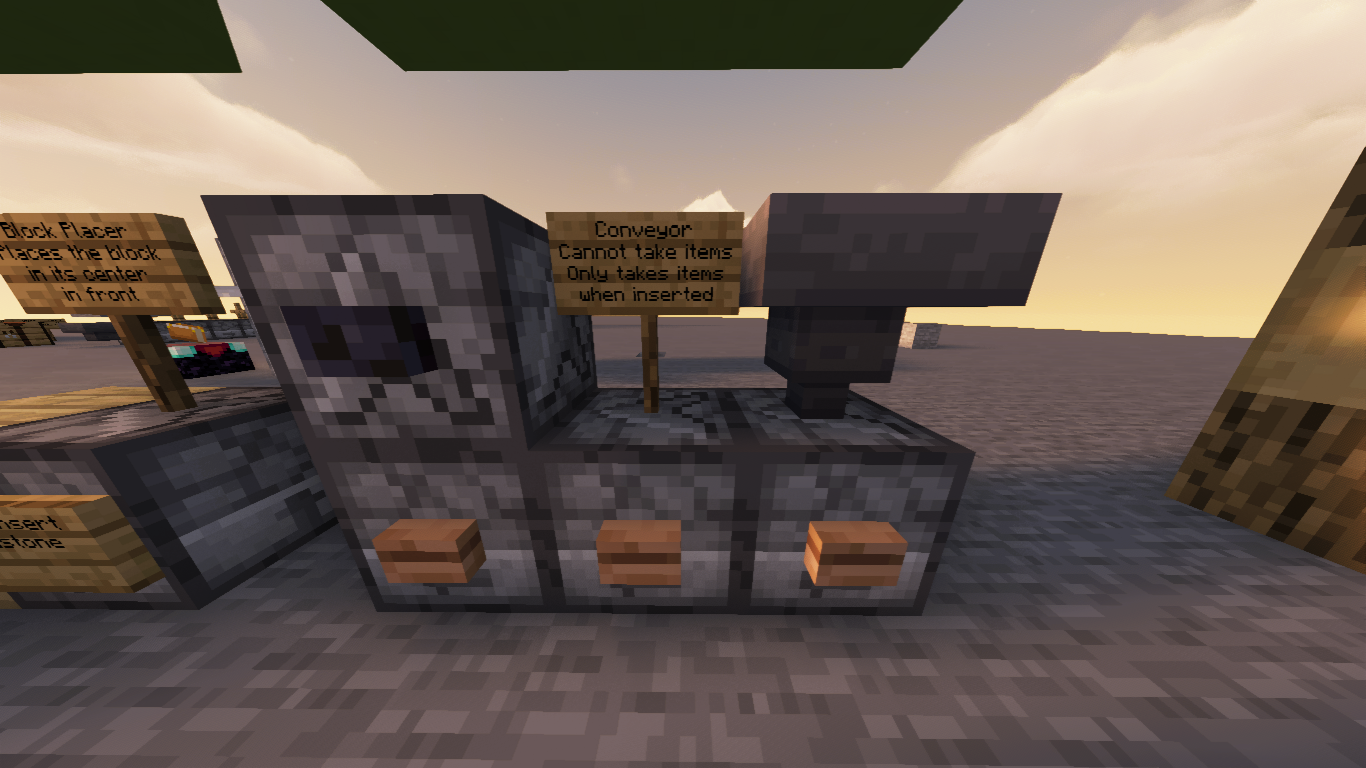 Block Placer
Places the block
in its center
in front
Conveyor
Cannot take items
Only takes items
when inserted
nsert
stone